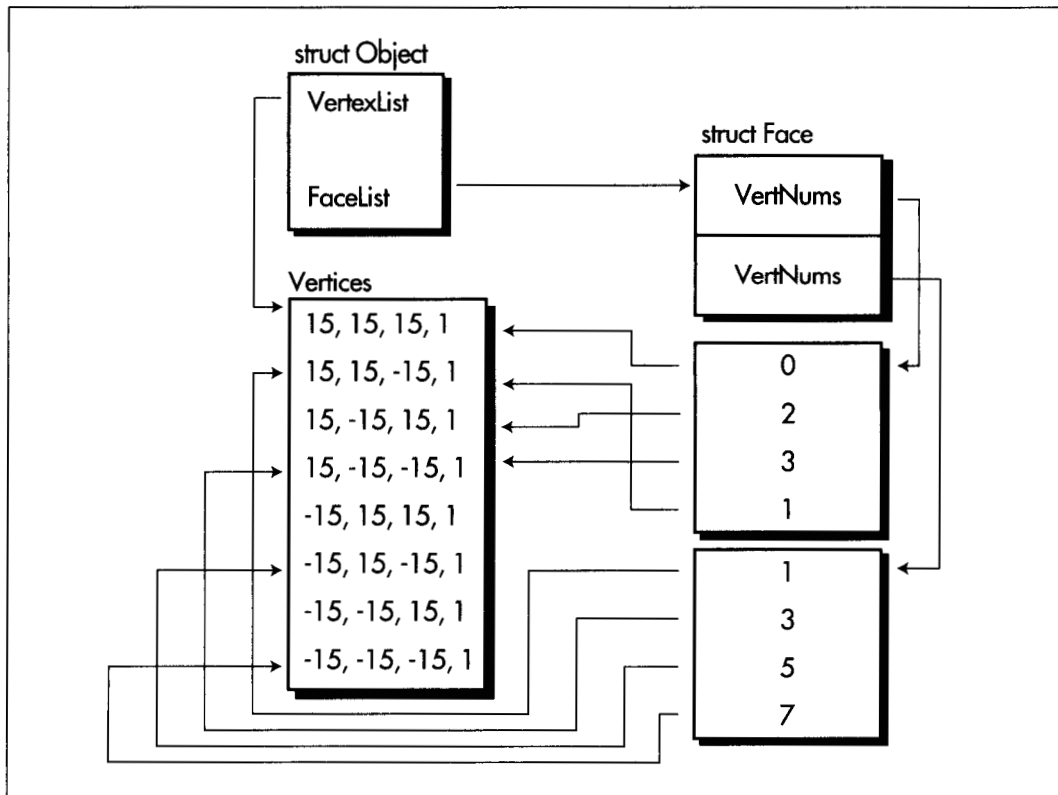 struct Object
VertexList
FaceList
struct Face
VertNums
VertNums
Vertices
15, 15, 15, 1
15, 15, -15, 1
15, -15, 15, 1
15, -15, -15, 1
-15, 15, 15, 1
-15, 15, -15, 1
-15, -15, 15, 1
-15, -15, -15, 1
0
2
3
1
1
3
5
7